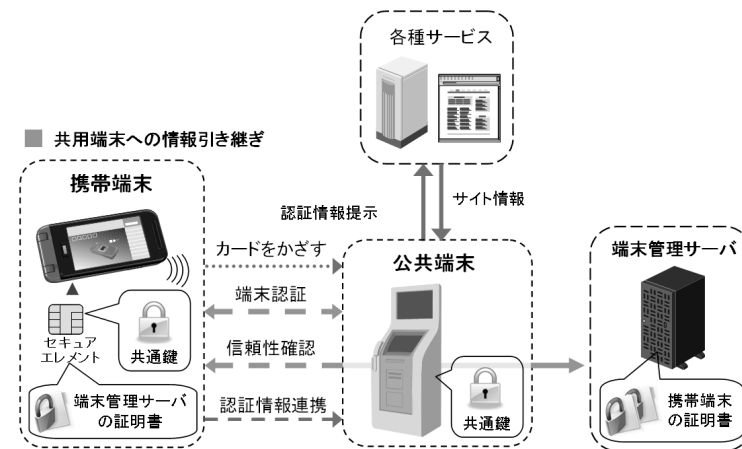 各種サービス
■ 共用端末への情報引き継ぎ
携帯端末
認証情報提示
サイト情報
カードをかざす
公共端末
端末管理サーバ
端末認証
セキュア
エレメント
共通鍵
信頼性確認
端末管理サーバ
の証明書
認証情報連携
共通鍵
携帯端末
の証明書